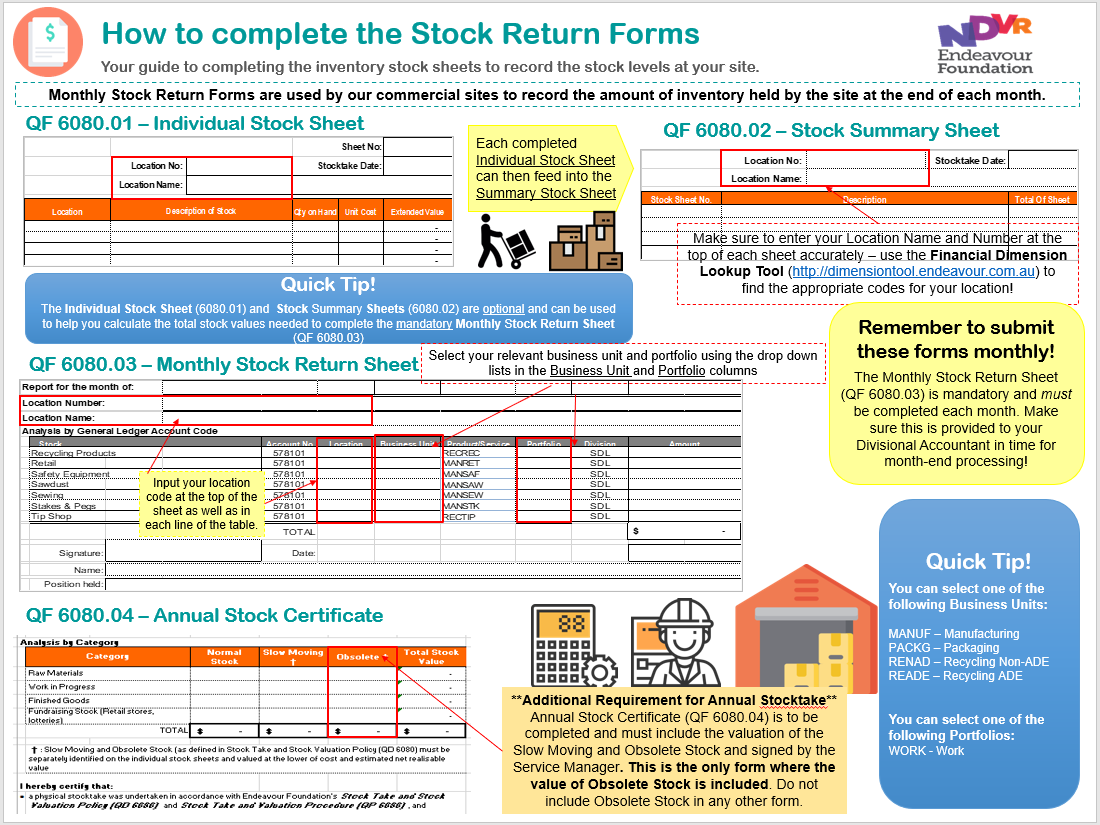 How to complete the Stock Return Forms
Your guide to completing the inventory stock sheets to record the stock levels at your site.
NDVR
Endeavour
Foundation
Monthly Stock Return Forms are used by our commercial sites to record the amount of inventory held by the site at the end of each month.
QF 6080.01 – Individual Stock Sheet
Sheet No:
Location No:
Stocktake Date:
Location Name:
Location Description of Stock Qty on Hand Unit Cost Extended Value
-
-
-
Each completed
Individual Stock Sheet
can then feed into the
Summary Stock Sheet
QF 6080.02 – Stock Summary Sheet
Location No:
Stocktake Date:
Location Name:
Stock Sheet No. Description Total Of Sheet
Make sure to enter your Location Name and Number at the
top of each sheet accurately – use the Financial Dimension
Lookup Tool (http://dimensiontool.endeavour.com.au) to
find the appropriate codes for your location!
Quick Tip!
The Individual Stock Sheet (6080.01) and Stock Summary Sheets (6080.02) are optional and can be used
to help you calculate the total stock values needed to complete the mandatory Monthly Stock Return Sheet
(QF 6080.03)
Remember to submit
these forms monthly!
The Monthly Stock Return Sheet
(QF 6080.03) is mandatory and must
be completed each month. Make
sure this is provided to your
Divisional Accountant in time for
month-end processing!
QF 6080.03 – Monthly Stock Return Sheet
Select your relevant business unit and portfolio using the drop down
lists in the Business Unit and Portfolio columns
Report for the month of:
Location Number:
Location Name:
Analysis by General Ledger Account Code
Stock Account No Location Business Unit Product/Service Portfolio Division Amount
Recycling Products 578101 RECREC SDL
Retail 578101 MANRET SDL
Safety Equipment 578101 MANSAF SDL
Sawdust 578101 MANSAW SDL
Sewing 578101 MANSEW SDL
Stakes & Pegs 578101 MANSTK SDL
Tip Shop 578101 RECTIP SDL
TOTAL $ -
Signature: Date:
Name:
Position held:
Input your location
code at the top of the
sheet as well as in
each line of the table.
QF 6080.04 – Annual Stock Certificate
Analysis by Category
Category Normal Stock Slow Moving † Obsolete Total Stock Value
Raw Materials -
Work in Progress -
Finished Goods -
Fundraising Stock (Retail stores, lotteries) -
TOTAL $ - $ - $ - $ -
† : Slow Moving and Obsolete Stock (as defined in Stock Take and Stock Valuation Policy (QD 6080) must be
separately identified on the individual stock sheets and valued at the lower of cost and estimated net realisable
value
I hereby certify that:
• a physical stocktake was undertaken in accordance with Endeavour Foundation's Stock Take and Stock
Valuation Policy (QD 6080) and Stock Take and Valuation Procedure (QP 6086) , and
88
**Additional Requirement for Annual Stocktake**
Annual Stock Certificate (QF 6080.04) is to be
completed and must include the valuation of the
Slow Moving and Obsolete Stock and signed by the
Service Manager. This is the only form where the
value of Obsolete Stock is included. Do not
include Obsolete Stock in any other form.
Quick Tip!
You can select one of the
following Business Units:
MANUF – Manufacturing
PACKG – Packaging
RENAD – Recycling Non-ADE
READE – Recycling ADE
You can select one of the
following Portfolios:
WORK - Work